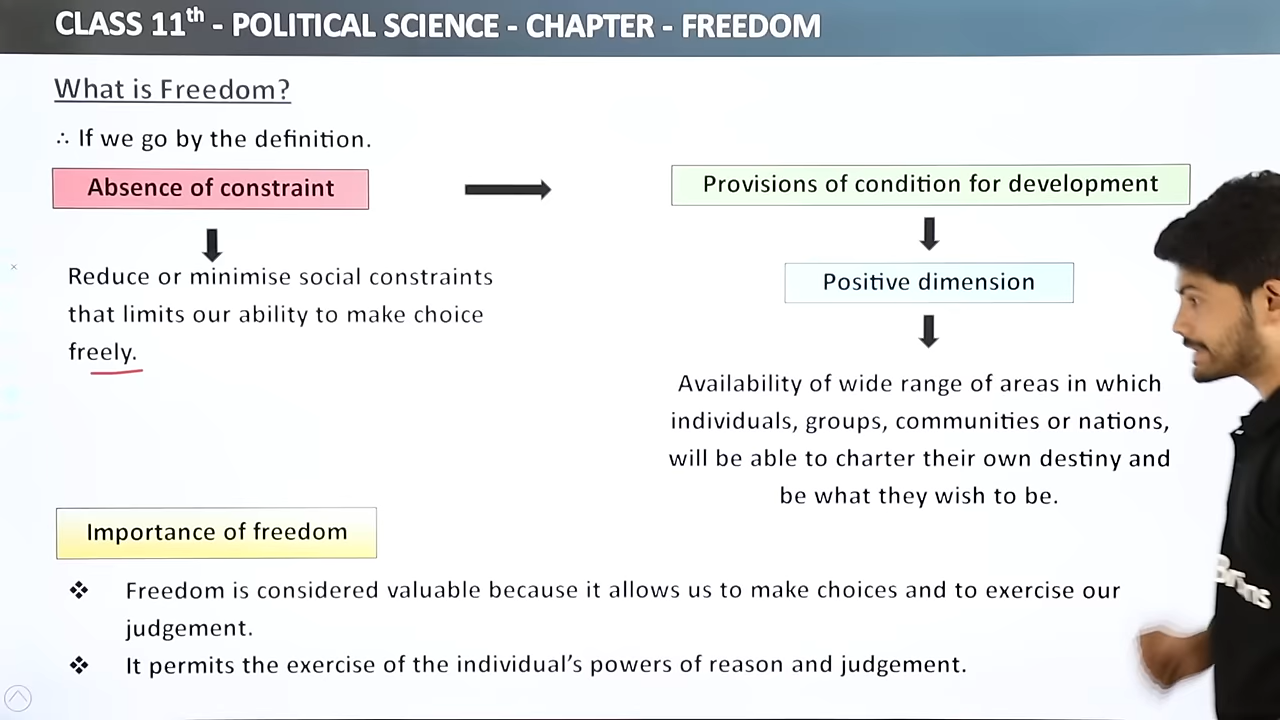 CLASS 11th - POLITICAL SCIENCE - CHAPTER - FREEDOM
What is Freedom?
∴ If we go by the definition.
Absence of constraint
Reduce or minimise social constraints
that limits our ability to make choice
freely.
Provisions of condition for development
Positive dimension
Availability of wide range of areas in which
individuals, groups, communities or nations,
will be able to charter their own destiny and
be what they wish to be.
Importance of freedom
❖ Freedom is considered valuable because it allows us to make choices and to exercise our
judgement.
❖ It permits the exercise of the individual's powers of reason and judgement.